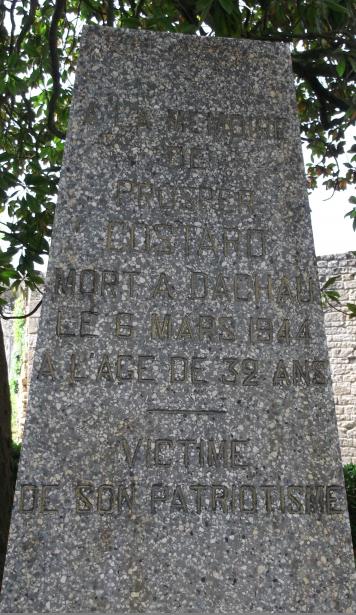 A LA MEMOIRE
DE
PROSPER
COSTARD
MORT A DACHAU
LE 6 MARS 1944
A L'AGE DE 32 ANS
VICTIME
DE SON PATRIOTISME